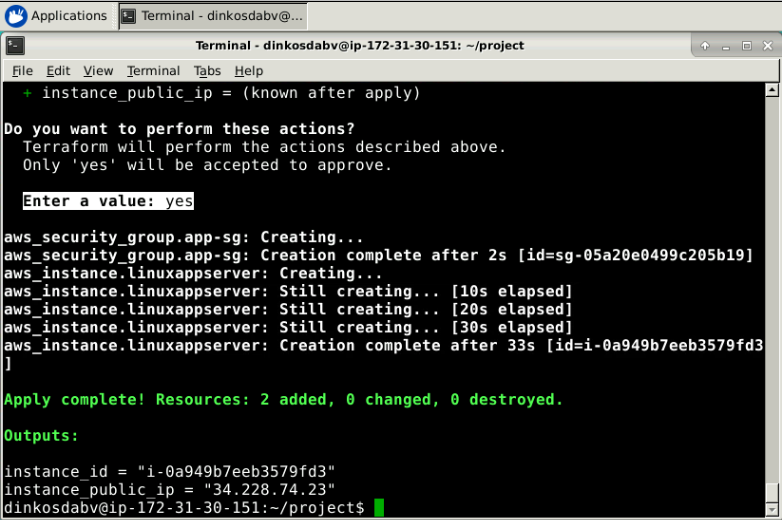 Applications
Terminal - dinkosdabv@...
Terminal - dinkosdabv@ip-172-31-30-151: ~/project
File Edit View Terminal Tabs Help
+ instance_public_ip = (known after apply)
Do you want to perform these actions?
Terraform will perform the actions described above.
Only 'yes' will be accepted to approve.
Enter a value: yes
aws_security_group.app-sg: Creating...
aws_security_group.app-sg: Creation complete after 2s [id=sg-05a20e0499c205b19]
aws_instance.linuxappserver: Creating...
aws_instance.linuxappserver: Still creating... [10s elapsed]
aws_instance.linuxappserver: Still creating... [20s elapsed]
aws_instance.linuxappserver: Still creating... [30s elapsed]
aws_instance.linuxappserver: Creation complete after 33s [id=i-0a949b7eeb3579fd3
]
Apply complete! Resources: 2 added, 0 changed, 0 destroyed.
Outputs:
instance_id = "i-0a949b7eeb3579fd3"
instance_public_ip = "34.228.74.23"
dinkosdabv@ip-172-31-30-151:~/project$